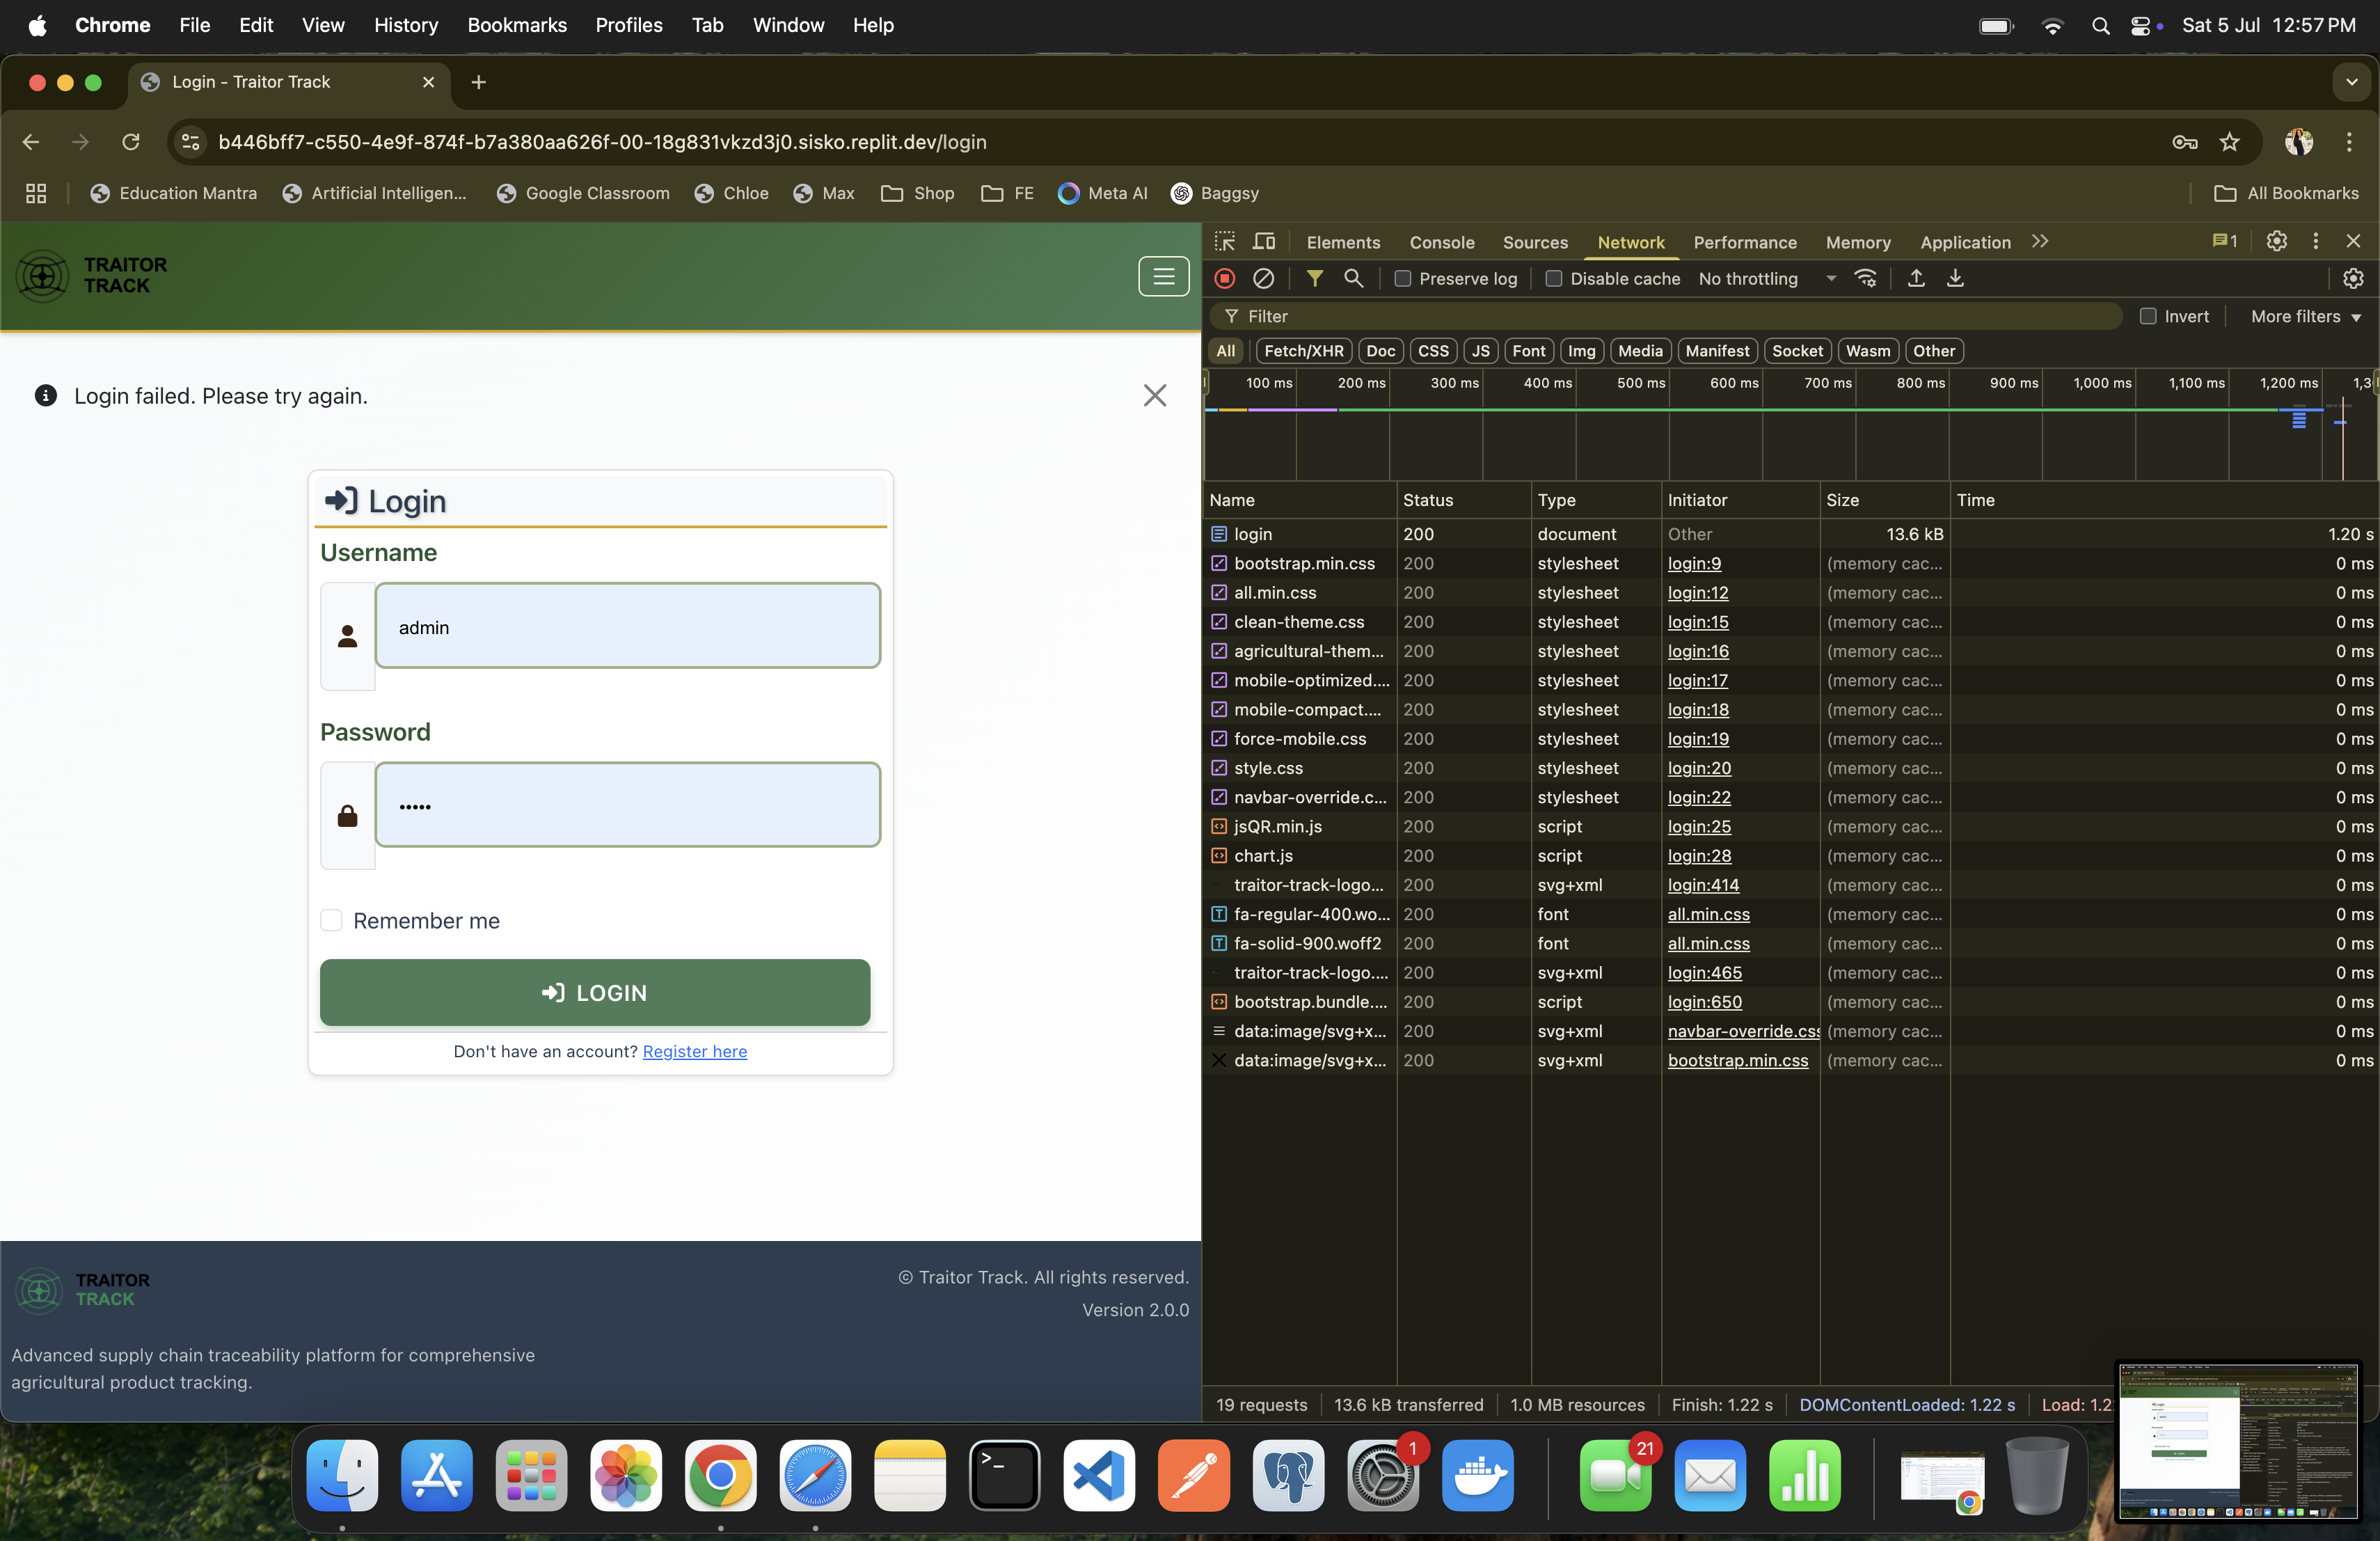 Chrome File Edit View History Bookmarks Profiles Tab Window Help Sat 5 Jul 12:57 PM
Login - Traitor Track
b446bff7-c550-4e9f-874f-b7a380aa626f-00-18g831vkzd3j0.sisko.replit.dev/login
Education Mantra Artificial Intelligen... Google Classroom Chloe Max Shop FE Meta AI Baggsy All Bookmarks
TRAITOR
TRACK
Login failed. Please try again.
Login
Username
admin
Password
•••••
Remember me
LOGIN
Don't have an account? Register here
TRAITOR
TRACK
© Traitor Track. All rights reserved.
Version 2.0.0
Advanced supply chain traceability platform for comprehensive
agricultural product tracking.
Elements Console Sources Network Performance Memory Application 1
Preserve log Disable cache No throttling
Filter Invert More filters
All Fetch/XHR Doc CSS JS Font Img Media Manifest Socket Wasm Other
100 ms 200 ms 300 ms 400 ms 500 ms 600 ms 700 ms 800 ms 900 ms 1,000 ms 1,100 ms 1,200 ms 1,3
Name Status Type Initiator Size Time
login 200 document Other 13.6 kB 1.20 s
bootstrap.min.css 200 stylesheet login:9 (memory cac... 0 ms
all.min.css 200 stylesheet login:12 (memory cac... 0 ms
clean-theme.css 200 stylesheet login:15 (memory cac... 0 ms
agricultural-them... 200 stylesheet login:16 (memory cac... 0 ms
mobile-optimized.... 200 stylesheet login:17 (memory cac... 0 ms
mobile-compact.... 200 stylesheet login:18 (memory cac... 0 ms
force-mobile.css 200 stylesheet login:19 (memory cac... 0 ms
style.css 200 stylesheet login:20 (memory cac... 0 ms
navbar-override.c... 200 stylesheet login:22 (memory cac... 0 ms
jsQR.min.js 200 script login:25 (memory cac... 0 ms
chart.js 200 script login:28 (memory cac... 0 ms
traitor-track-logo... 200 svg+xml login:414 (memory cac... 0 ms
fa-regular-400.wo... 200 font all.min.css (memory cac... 0 ms
fa-solid-900.woff2 200 font all.min.css (memory cac... 0 ms
traitor-track-logo.... 200 svg+xml login:465 (memory cac... 0 ms
bootstrap.bundle.... 200 script login:650 (memory cac... 0 ms
data:image/svg+x... 200 svg+xml navbar-override.css (memory cac... 0 ms
data:image/svg+x... 200 svg+xml bootstrap.min.css (memory cac... 0 ms
19 requests 13.6 kB transferred 1.0 MB resources Finish: 1.22 s DOMContentLoaded: 1.22 s Load: 1.2
1 21